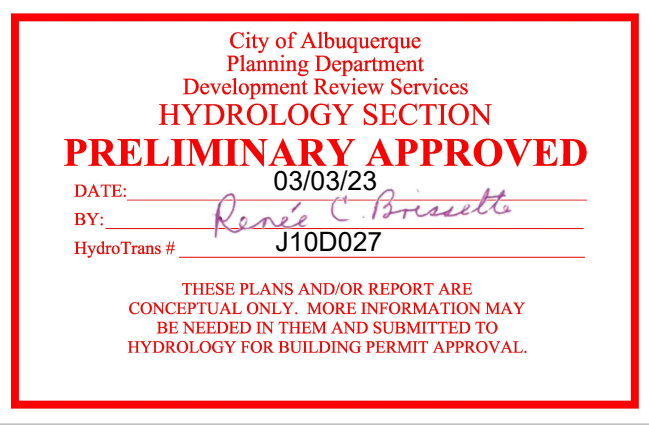 City of Albuquerque
Planning Department
Development Review Services
HYDROLOGY SECTION
PRELIMINARY APPROVED
DATE: 03/03/23
BY: Renée C. Brissette
HydroTrans # J10D027
THESE PLANS AND/OR REPORT ARE
CONCEPTUAL ONLY. MORE INFORMATION MAY
BE NEEDED IN THEM AND SUBMITTED TO
HYDROLOGY FOR BUILDING PERMIT APPROVAL.